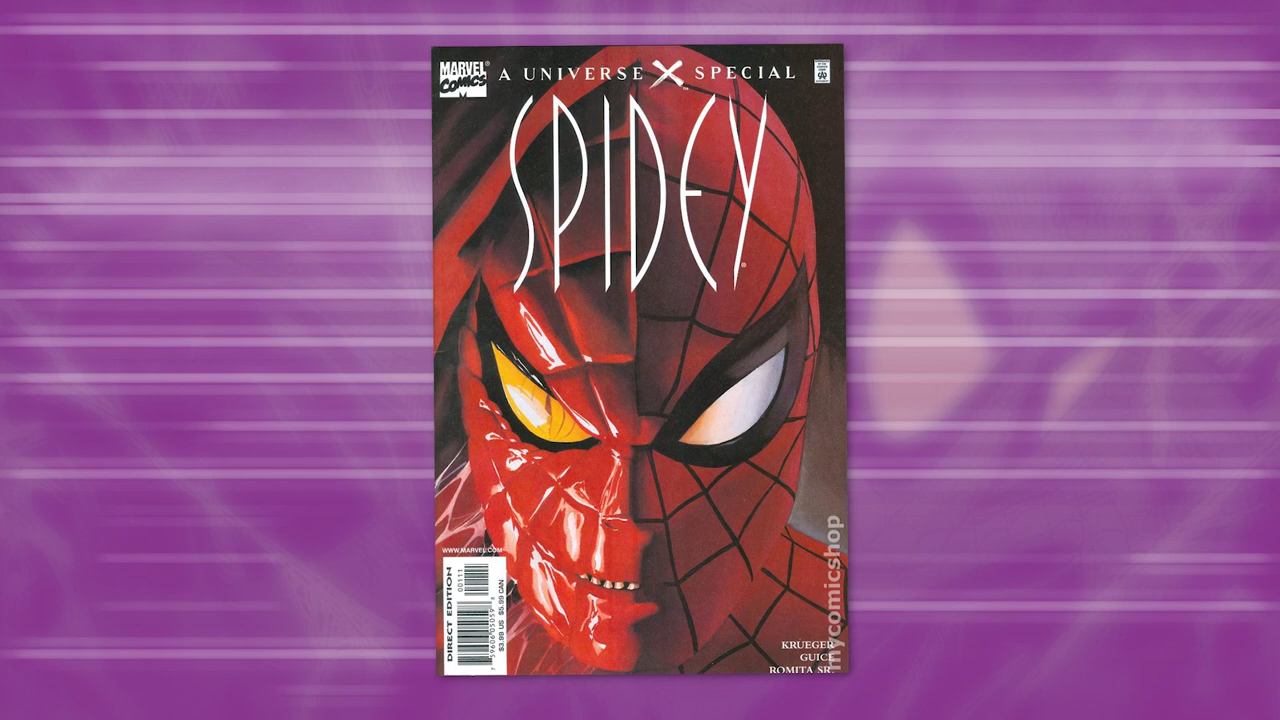 MARVEL
COMICS
A UNIVERSE X SPECIAL
SPIDEY
WWW.MARVEL.COM
DIRECT EDITION
00111
$3.99 US $5.99 CAN
mycomicshop
KRUEGER
GUICE
ROMITA SR.